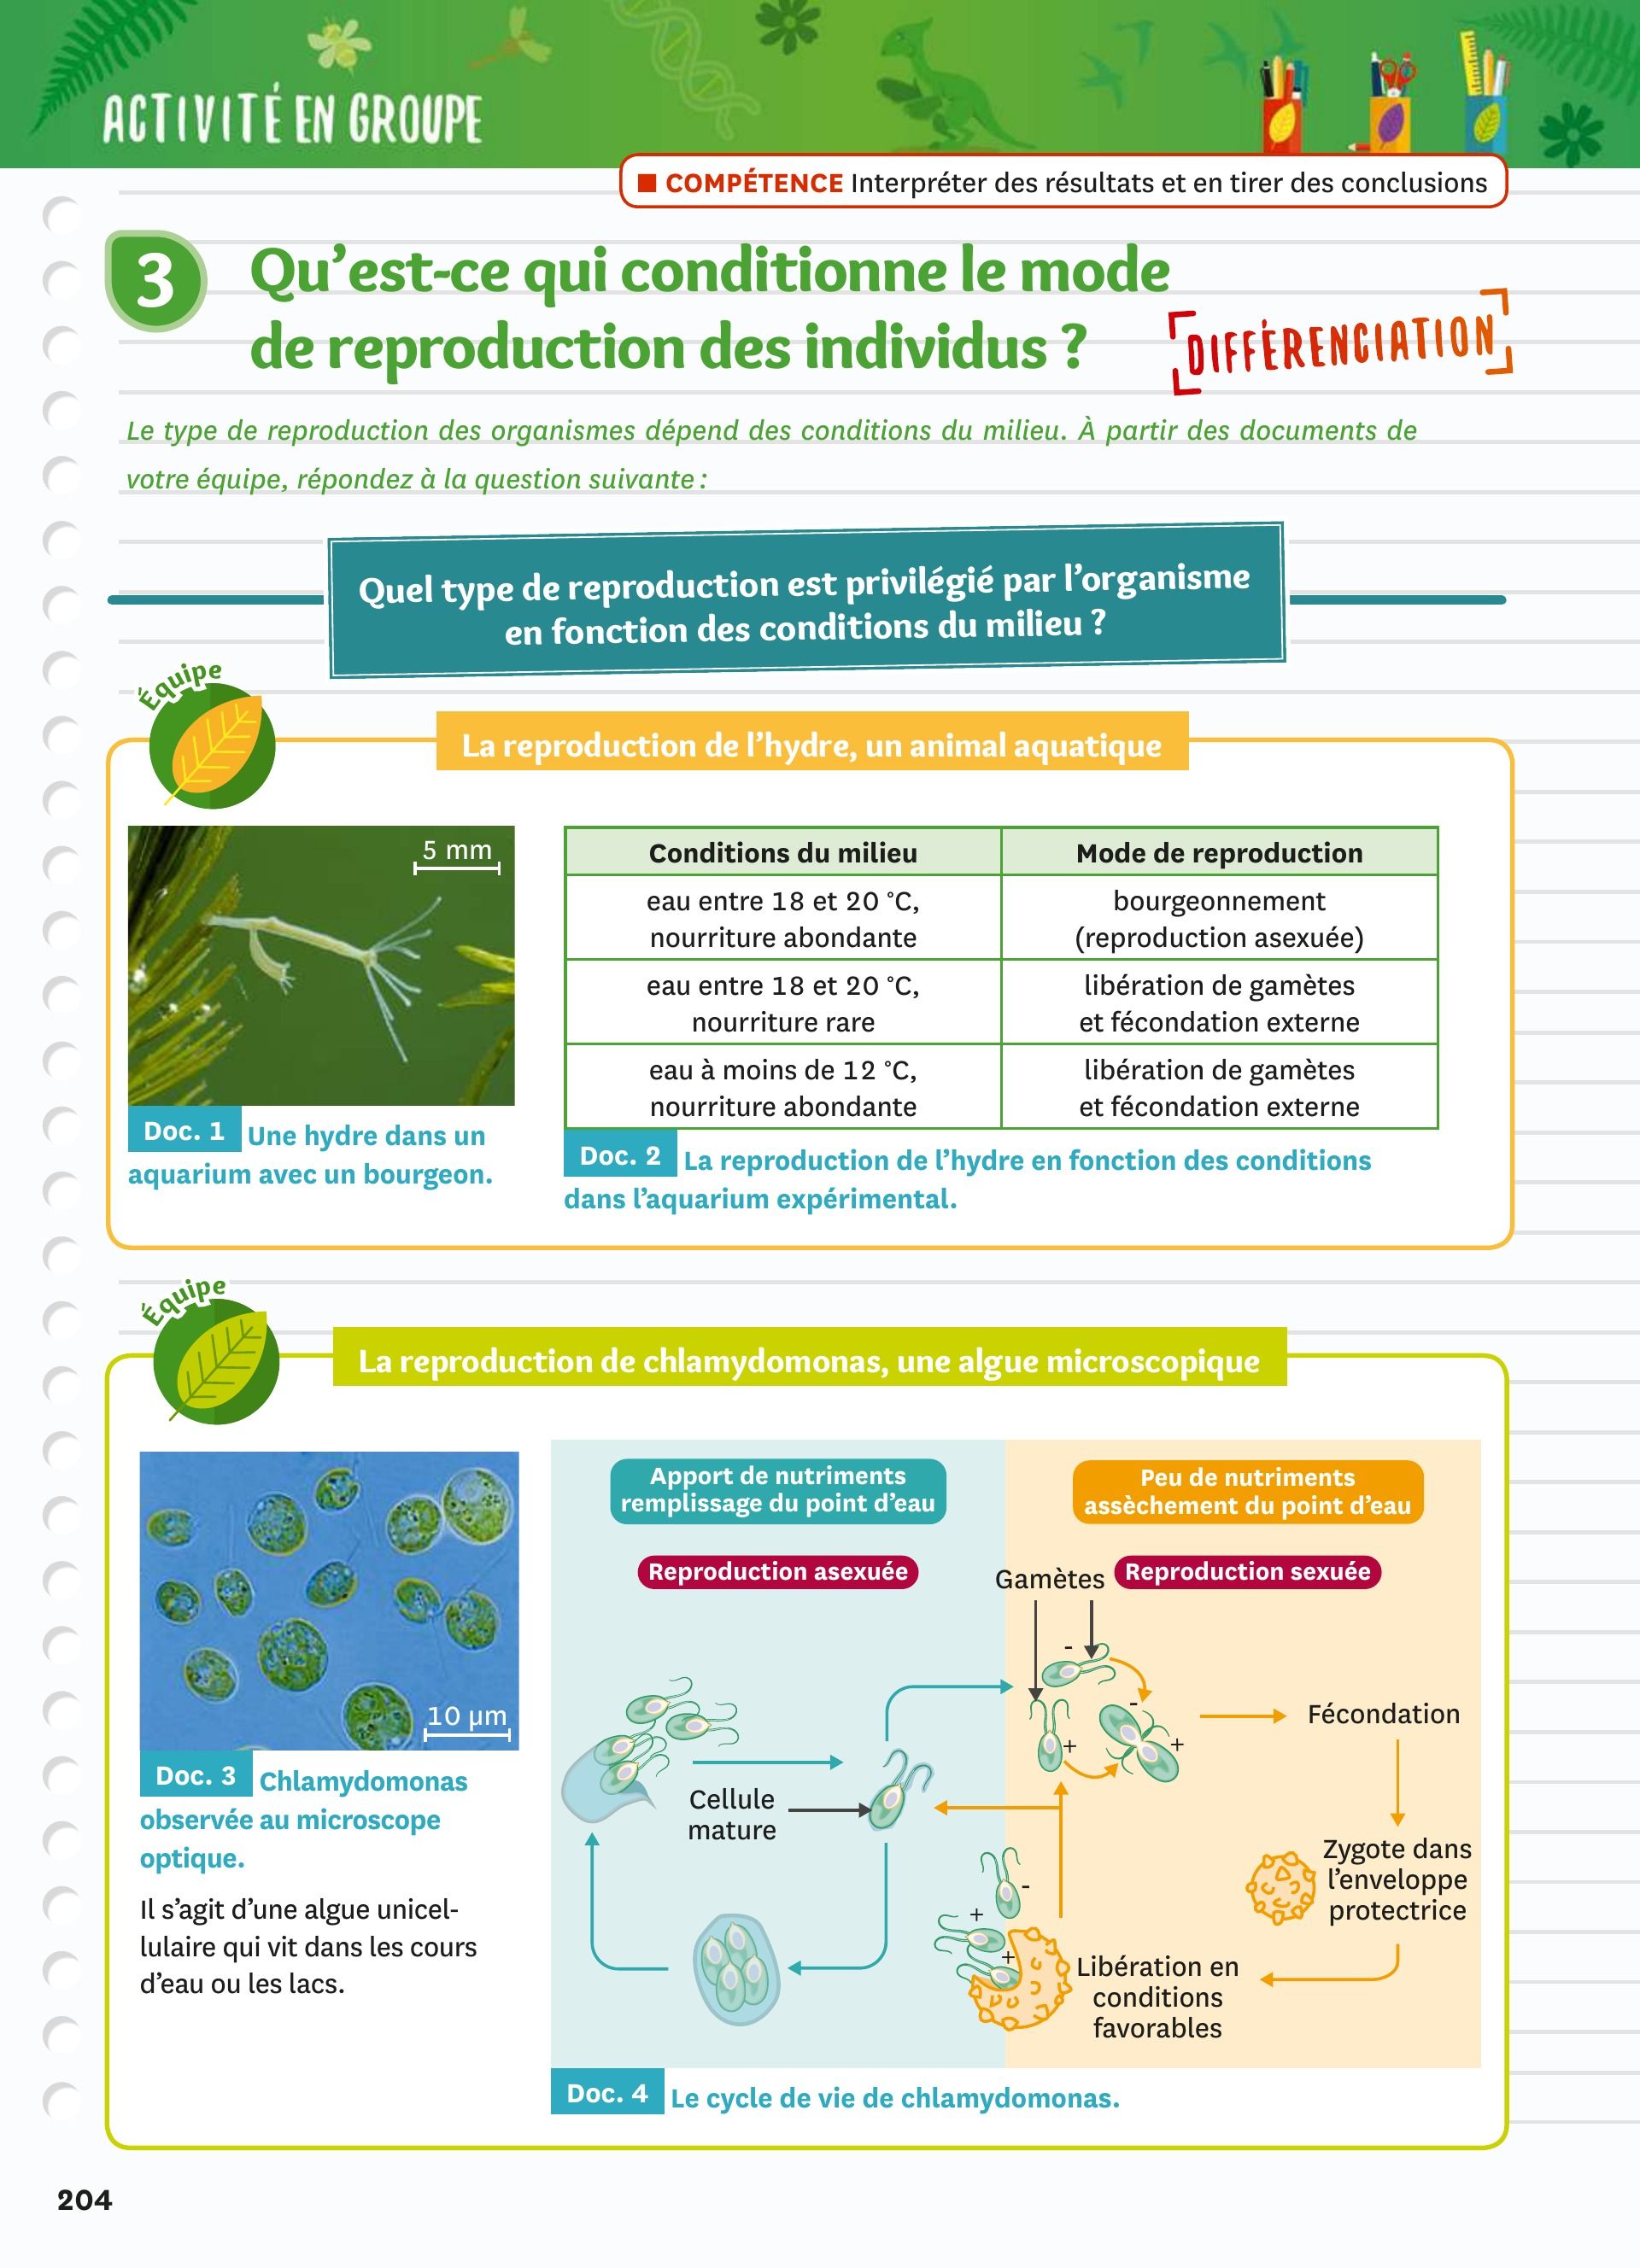 ACTIVITÉ EN GROUPE
■ COMPÉTENCE Interpréter des résultats et en tirer des conclusions
3
Qu'est-ce qui conditionne le mode
de reproduction des individus ?
DIFFÉRENCIATION
Le type de reproduction des organismes dépend des conditions du milieu. À partir des documents de
votre équipe, répondez à la question suivante :
Quel type de reproduction est privilégié par l'organisme
en fonction des conditions du milieu ?
Équipe
La reproduction de l'hydre, un animal aquatique
5 mm
Doc. 1 Une hydre dans un
aquarium avec un bourgeon.
Conditions du milieu
Mode de reproduction
eau entre 18 et 20 °C,
nourriture abondante
bourgeonnement
(reproduction asexuée)
eau entre 18 et 20 °C,
nourriture rare
libération de gamètes
et fécondation externe
eau à moins de 12 °C,
nourriture abondante
libération de gamètes
et fécondation externe
Doc. 2 La reproduction de l'hydre en fonction des conditions
dans l'aquarium expérimental.
Équipe
La reproduction de chlamydomonas, une algue microscopique
10 µm
Doc. 3 Chlamydomonas
observée au microscope
optique.
Il s'agit d'une algue unicel-
lulaire qui vit dans les cours
d'eau ou les lacs.
Apport de nutriments
remplissage du point d'eau
Peu de nutriments
assèchement du point d'eau
Reproduction asexuée
Gamètes
Reproduction sexuée
-
-
+
+
Fécondation
Cellule
mature
Zygote dans
l'enveloppe
protectrice
-
+
+
Libération en
conditions
favorables
Doc. 4 Le cycle de vie de chlamydomonas.
204